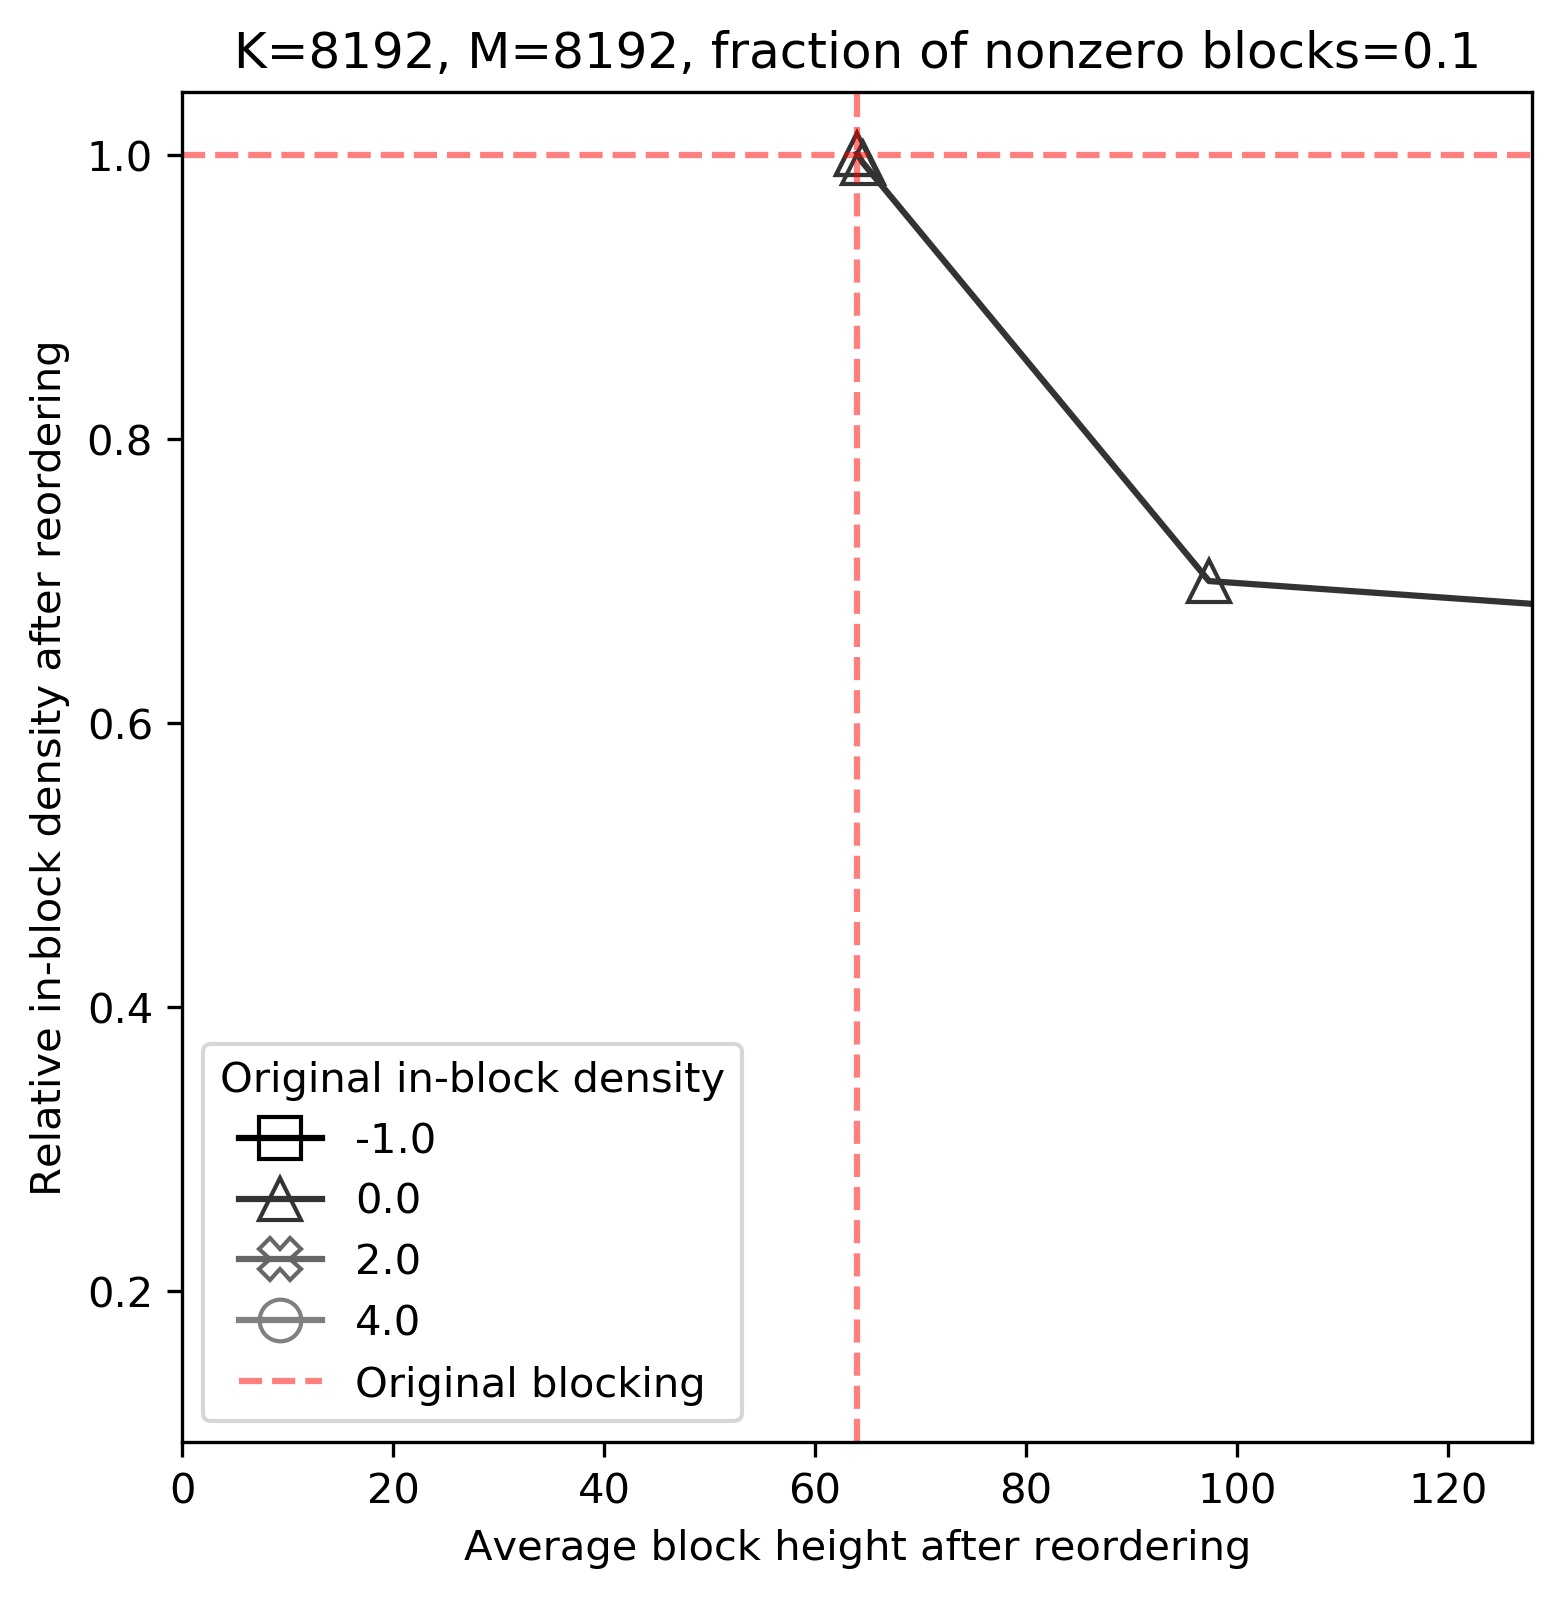 K=8192, M=8192, fraction of nonzero blocks=0.1
Relative in-block density after reordering
1.0
0.8
0.6
0.4
0.2
Original in-block density
-1.0
0.0
2.0
4.0
Original blocking
0 20 40 60 80 100 120
Average block height after reordering